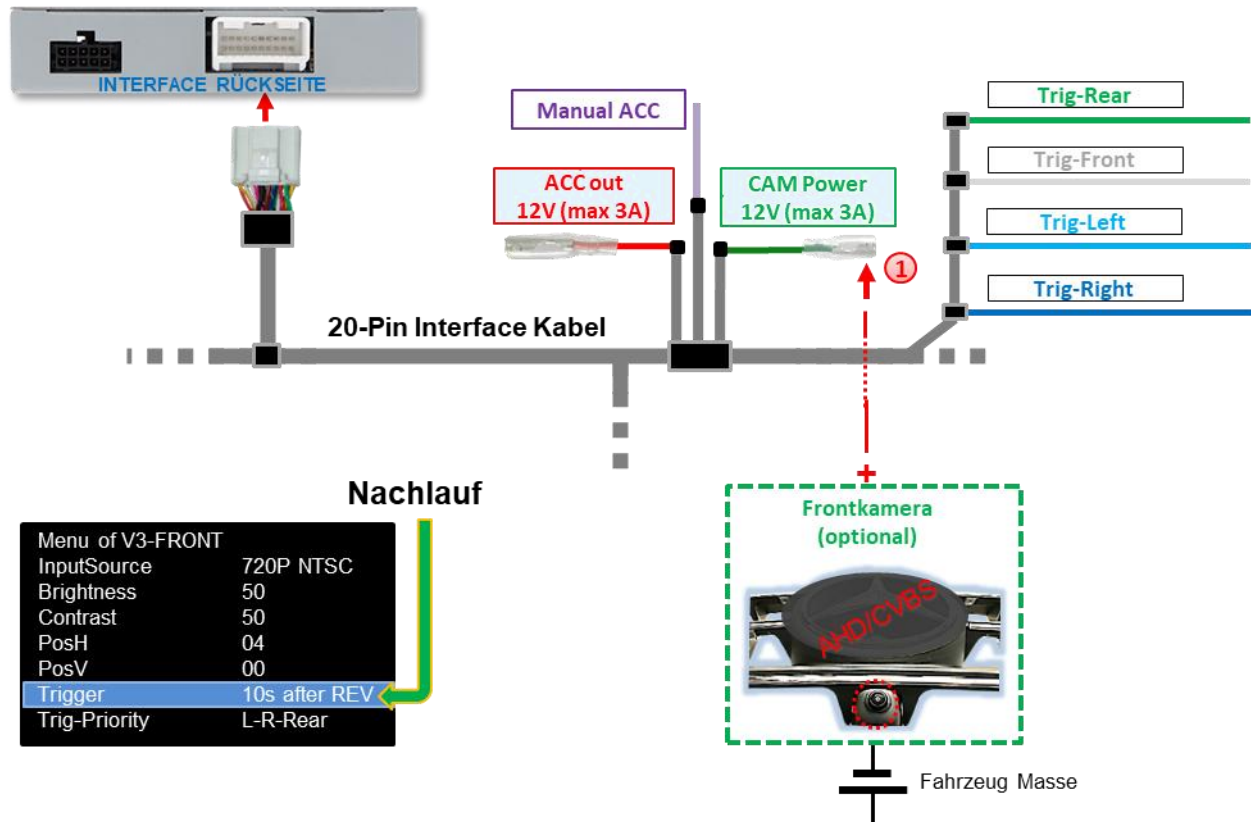 INTERFACE RÜCKSEITE
Manual ACC
ACC out
12V (max 3A)
CAM Power
12V (max 3A)
Trig-Rear
Trig-Front
Trig-Left
Trig-Right
1
20-Pin Interface Kabel
Nachlauf
Menu of V3-FRONT
InputSource 720P NTSC
Brightness 50
Contrast 50
PosH 04
PosV 00
Trigger 10s after REV
Trig-Priority L-R-Rear
+
Frontkamera
(optional)
AHD/CVBS
Fahrzeug Masse